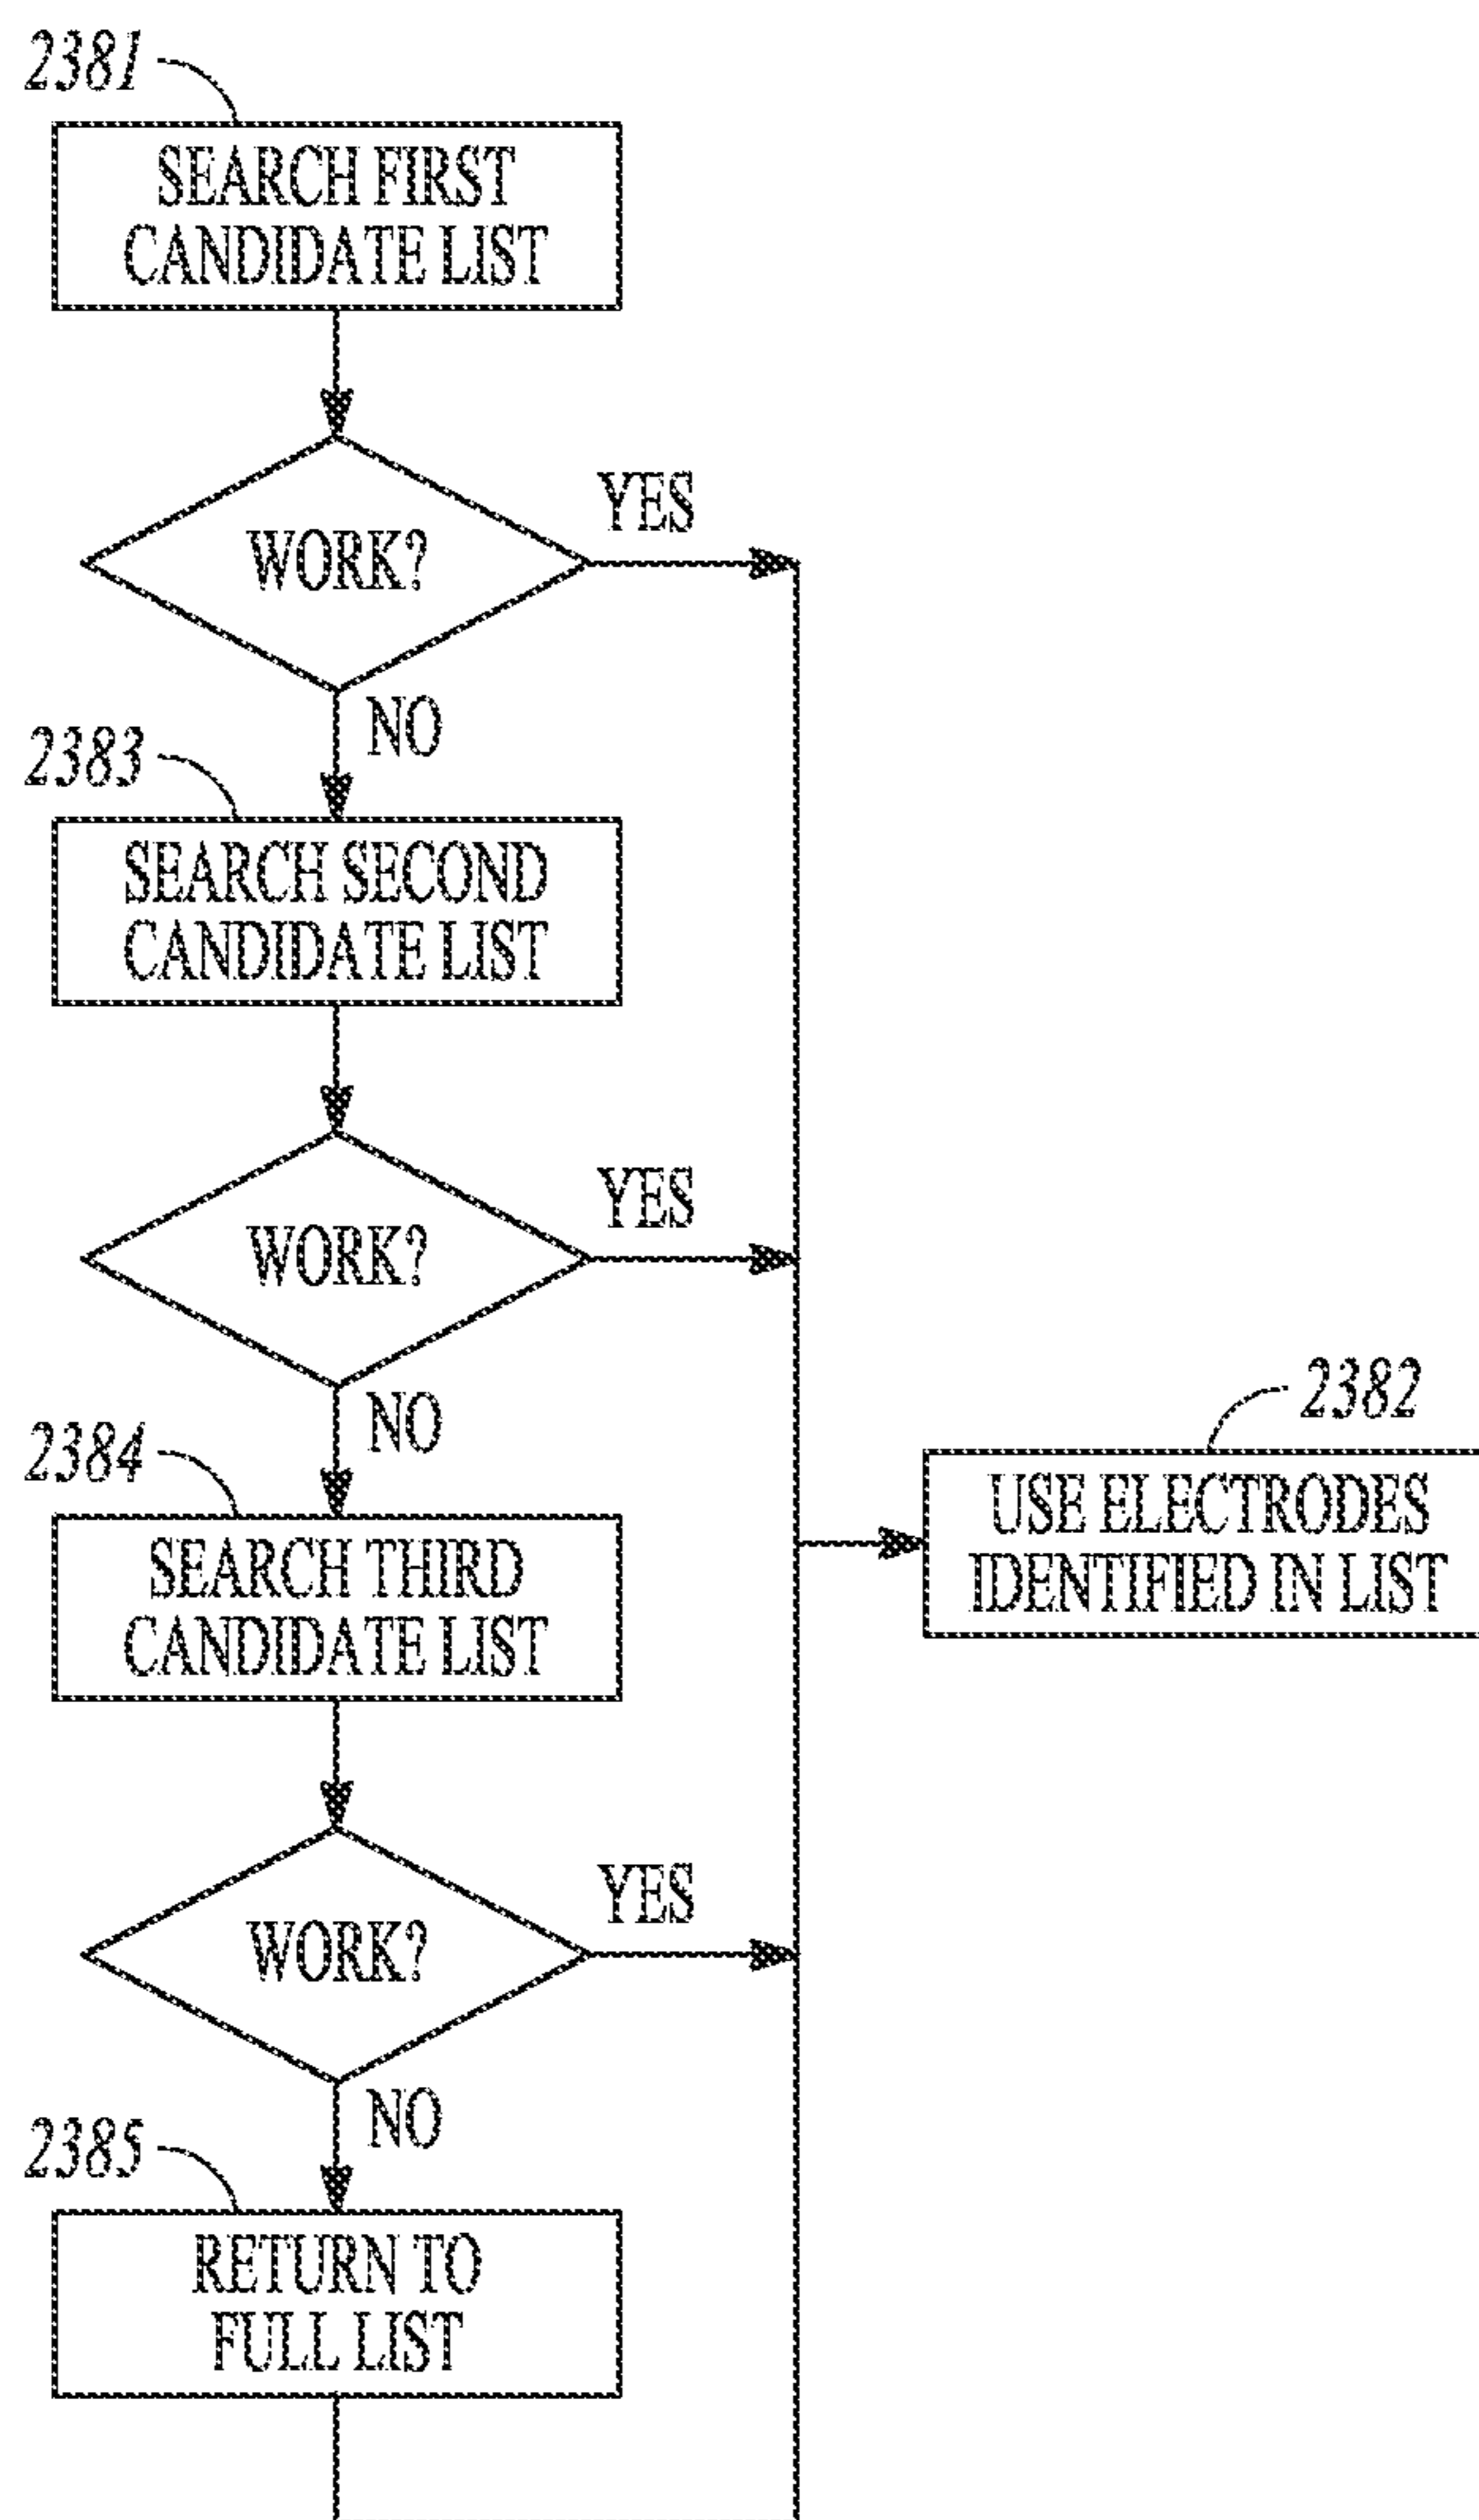 2381
SEARCH FIRST
CANDIDATE LIST
WORK?
YES
NO
2383
SEARCH SECOND
CANDIDATE LIST
WORK?
YES
NO
2382
USE ELECTRODES
IDENTIFIED IN LIST
2384
SEARCH THIRD
CANDIDATE LIST
WORK?
YES
NO
2385
RETURN TO
FULL LIST